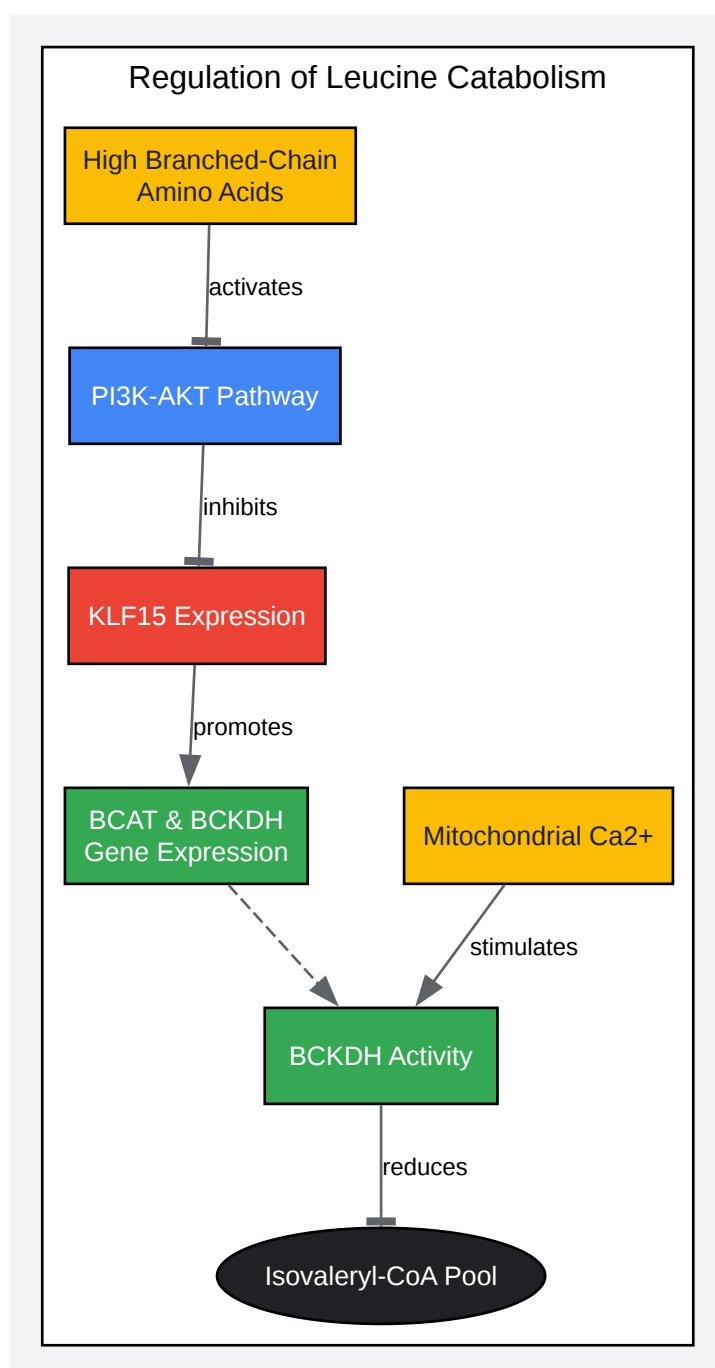 Regulation of Leucine Catabolism
High Branched-Chain
Amino Acids
activates
PI3K-AKT Pathway
inhibits
KLF15 Expression
promotes
BCAT & BCKDH
Gene Expression
Mitochondrial Ca2+
stimulates
BCKDH Activity
reduces
Isovaleryl-CoA Pool